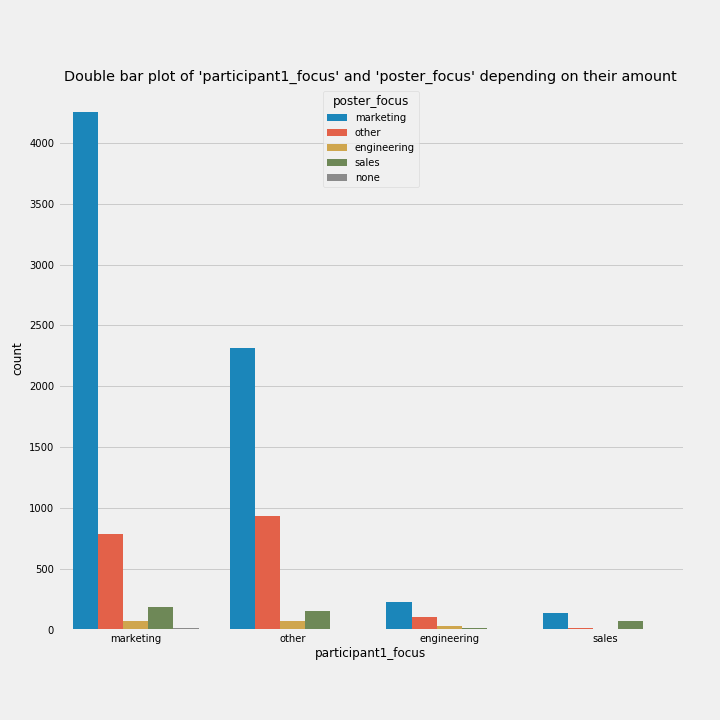 Double bar plot of 'participant1_focus' and 'poster_focus' depending on their amount
poster_focus
marketing
other
engineering
sales
none
4000
3500
3000
2500
2000
1500
1000
500
0
count
marketing other engineering sales
participant1_focus